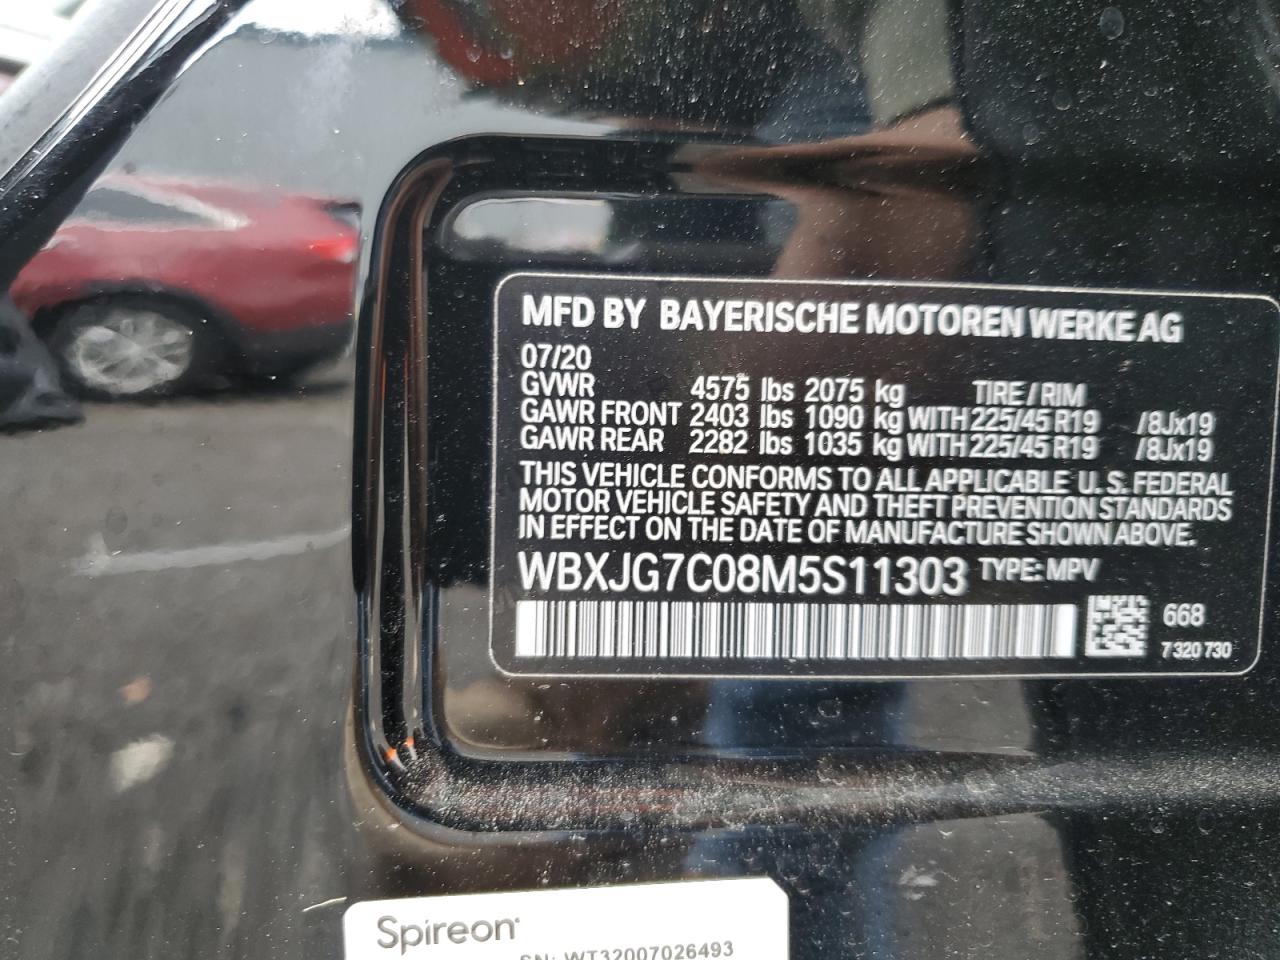 MFD BY BAYERISCHE MOTOREN WERKE AG
07/20
GVWR 4575 lbs 2075 kg TIRE / RIM
GAWR FRONT 2403 lbs 1090 kg WITH 225/45 R19 /8Jx19
GAWR REAR 2282 lbs 1035 kg WITH 225/45 R19 /8Jx19
THIS VEHICLE CONFORMS TO ALL APPLICABLE U.S. FEDERAL
MOTOR VEHICLE SAFETY AND THEFT PREVENTION STANDARDS
IN EFFECT ON THE DATE OF MANUFACTURE SHOWN ABOVE.
WBXJG7C08M5S11303 TYPE: MPV
668
7 320 730
Spireon
SN: WT32007026493